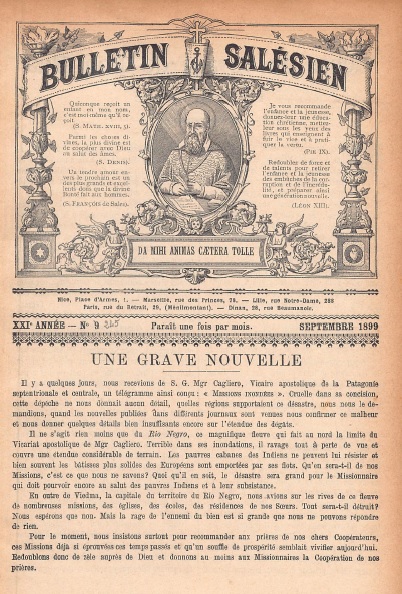 BULLETIN SALÉSIEN
Quiconque reçoit un
enfant en mon nom,
c'est moi-même qu'il re-
çoit.
(S. MATH. XVIII, 5).
Parmi les choses di-
vines, la plus divine est
de coopérer avec Dieu
au salut des âmes.
(S. DENIS).
Un tendre amour en-
vers le prochain est un
des plus grands et expé-
lents dons que la divine
Bonté fait aux hommes.
(S. FRANÇOIS de Sales).
Je vous recommande
l'enfance et la jeunesse,
donnez-leur une éduca-
tion chrétienne, mettez-
leur sous les yeux des
livres qui enseignent à
fuir le vice et à prati-
quer la vertu.
(PIE IX).
Redoublez de force et
de talents pour retirer
l'enfance et la jeunesse
des embûches de la cor-
ruption et de l'incrédu-
lité, et préparer ainsi
une génération nouvelle.
(LÉON XIII).
DA MIHI ANIMAS CÆTERA TOLLE
Nice, Place d'Armes, 1. — Marseille, rue des Princes, 78. — Lille, rue Notre-Dame, 288
Paris, rue du Retrait, 29, (Ménilmontant). — Dinan, 28, rue Beaumanoir.
XXIe ANNÉE — No 9 245 Paraît une fois par mois. SEPTEMBRE 1899
UNE GRAVE NOUVELLE
Il y a quelques jours, nous recevions de S. G. Mgr Cagliero, Vicaire apostolique de la Patagonie
septentrionale et centrale, un télégramme ainsi conçu : « MISSIONS INONDÉES ». Cruelle dans sa concision,
cette dépêche ne nous donnait aucun détail, quelles régions supportaient ce désastre, nous nous le de-
mandions, quand les nouvelles publiées dans différents journaux sont venues nous confirmer ce malheur
et nous donner quelques détails bien insuffisants encore sur l'étendue des dégâts.
Il ne s'agit rien moins que du Rio Negro, ce magnifique fleuve qui fait au nord la limite du
Vicariat apostolique de Mgr Cagliero. Terrible dans ses inondations, il ravage tout à perte de vue et
couvre une étendue considérable de terrain. Les pauvres cabanes des Indiens ne peuvent lui résister et
bien souvent les bâtisses plus solides des Européens sont emportées par ses flots. Qu'en sera-t-il de nos
Missions, c'est ce que nous ne savons? Quoi qu'il en soit, le désastre sera grand pour le Missionnaire
qui doit pourvoir encore au salut des pauvres Indiens et à leur subsistance.
En outre de Viedma, la capitale du territoire du Rio Negro, nous avions sur les rives de ce fleuve
de nombreuses missions, des églises, des écoles, des résidences de nos Sœurs. Tout sera-t-il détruit?
Nous espérons que non. Mais la rage de l'ennemi du bien est si grande que nous ne pouvons répondre
de rien.
Pour le moment, nous insistons surtout pour recommander aux prières de nos chers Coopérateurs,
ces Missions déjà si éprouvées ces temps passés et qu'un souffle de prospérité semblait vivifier aujourd'hui.
Redoublons donc de zèle auprès de Dieu et donnons au moins aux Missionnaires la Coopération de nos
prières.